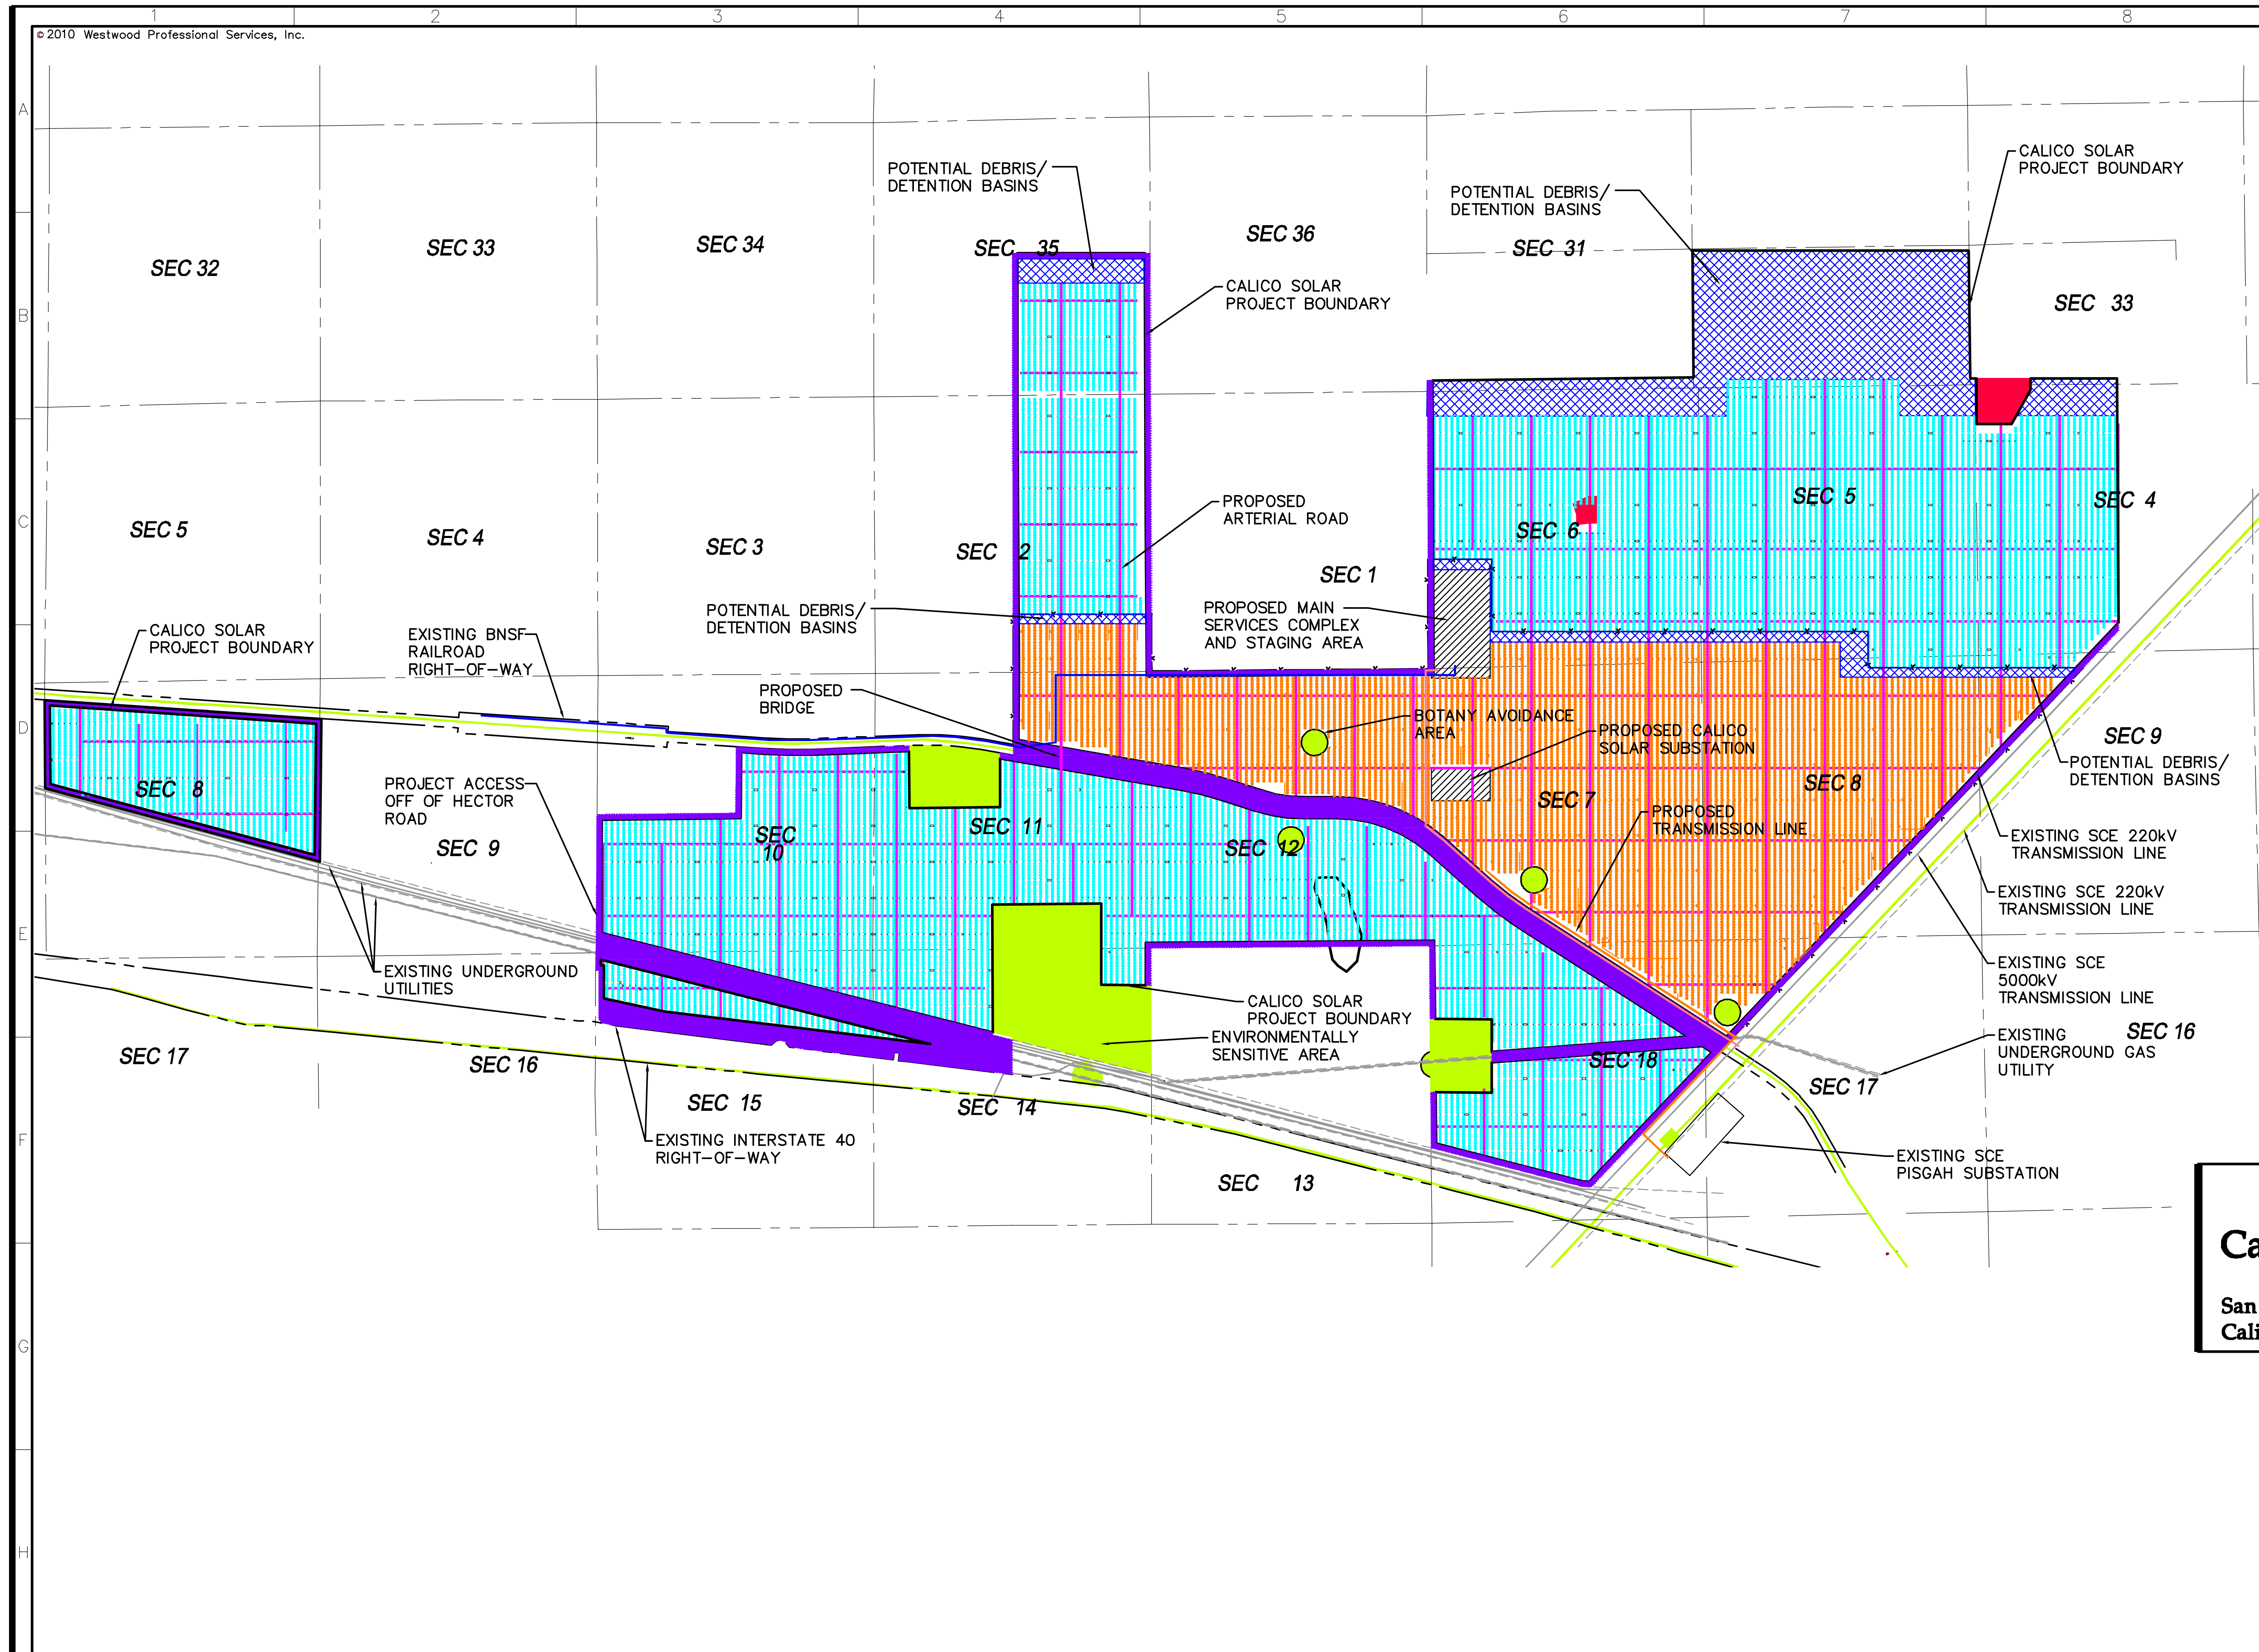 1 2 3 4 5 6 7 8
© 2010 Westwood Professional Services, Inc.
A
B
C
D
E
F
G
H
POTENTIAL DEBRIS/
DETENTION BASINS
POTENTIAL DEBRIS/
DETENTION BASINS
CALICO SOLAR
PROJECT BOUNDARY
SEC 32
SEC 33
SEC 34
SEC 35
SEC 36
SEC 31
SEC 33
CALICO SOLAR
PROJECT BOUNDARY
SEC 5
SEC 4
SEC 3
SEC 2
SEC 1
SEC 6
SEC 5
SEC 4
PROPOSED
ARTERIAL ROAD
POTENTIAL DEBRIS/
DETENTION BASINS
PROPOSED MAIN
SERVICES COMPLEX
AND STAGING AREA
CALICO SOLAR
PROJECT BOUNDARY
EXISTING BNSF
RAILROAD
RIGHT-OF-WAY
PROPOSED
BRIDGE
BOTANY AVOIDANCE
AREA
PROPOSED CALICO
SOLAR SUBSTATION
SEC 9
POTENTIAL DEBRIS/
DETENTION BASINS
SEC 8
PROJECT ACCESS
OFF OF HECTOR
ROAD
SEC 9
SEC
10
SEC 11
SEC 12
SEC 7
SEC 8
PROPOSED
TRANSMISSION LINE
EXISTING SCE 220kV
TRANSMISSION LINE
EXISTING SCE 220kV
TRANSMISSION LINE
EXISTING UNDERGROUND
UTILITIES
EXISTING SCE
5000kV
TRANSMISSION LINE
CALICO SOLAR
PROJECT BOUNDARY
ENVIRONMENTALLY
SENSITIVE AREA
EXISTING
UNDERGROUND GAS
UTILITY
SEC 16
SEC 17
SEC 16
SEC 15
SEC 14
SEC 18
SEC 17
EXISTING INTERSTATE 40
RIGHT-OF-WAY
SEC 13
EXISTING SCE
PISGAH SUBSTATION
Ca
San
Cali